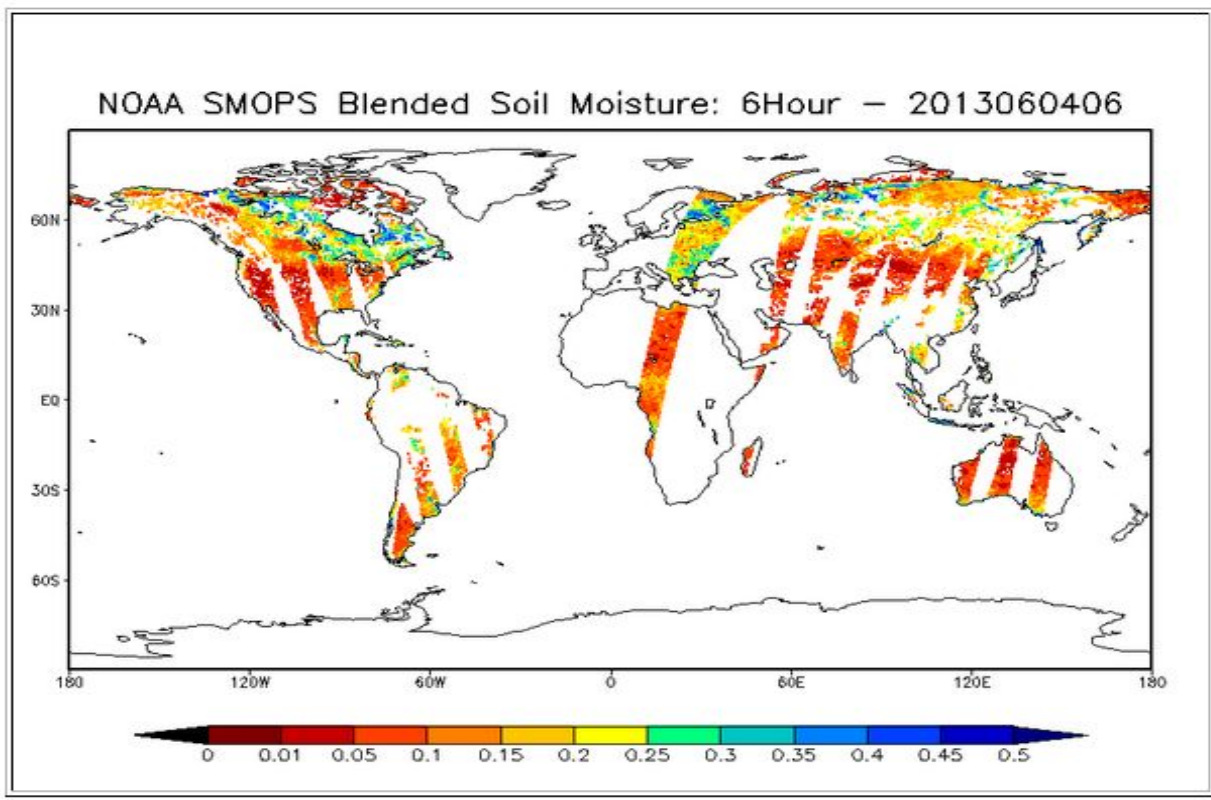 NOAA SMOPS Blended Soil Moisture: 6Hour – 2013060406
60N
30N
EQ
30S
60S
180 120W 60W 0 60E 120E 180
0 0.01 0.05 0.1 0.15 0.2 0.25 0.3 0.35 0.4 0.45 0.5